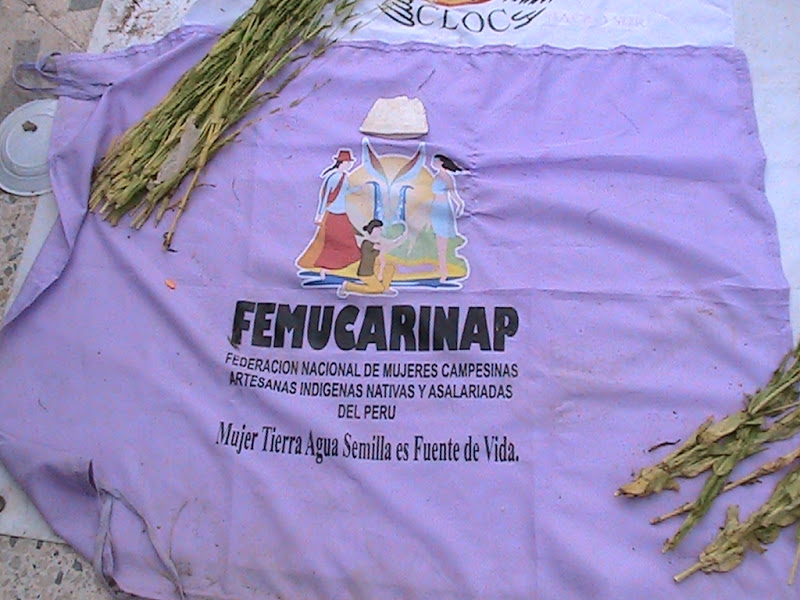 CLOC
FEMUCARINAP
FEDERACION NACIONAL DE MUJERES CAMPESINAS
ARTESANAS INDIGENAS NATIVAS Y ASALARIADAS
DEL PERU
Mujer Tierra Agua Semilla es Fuente de Vida.